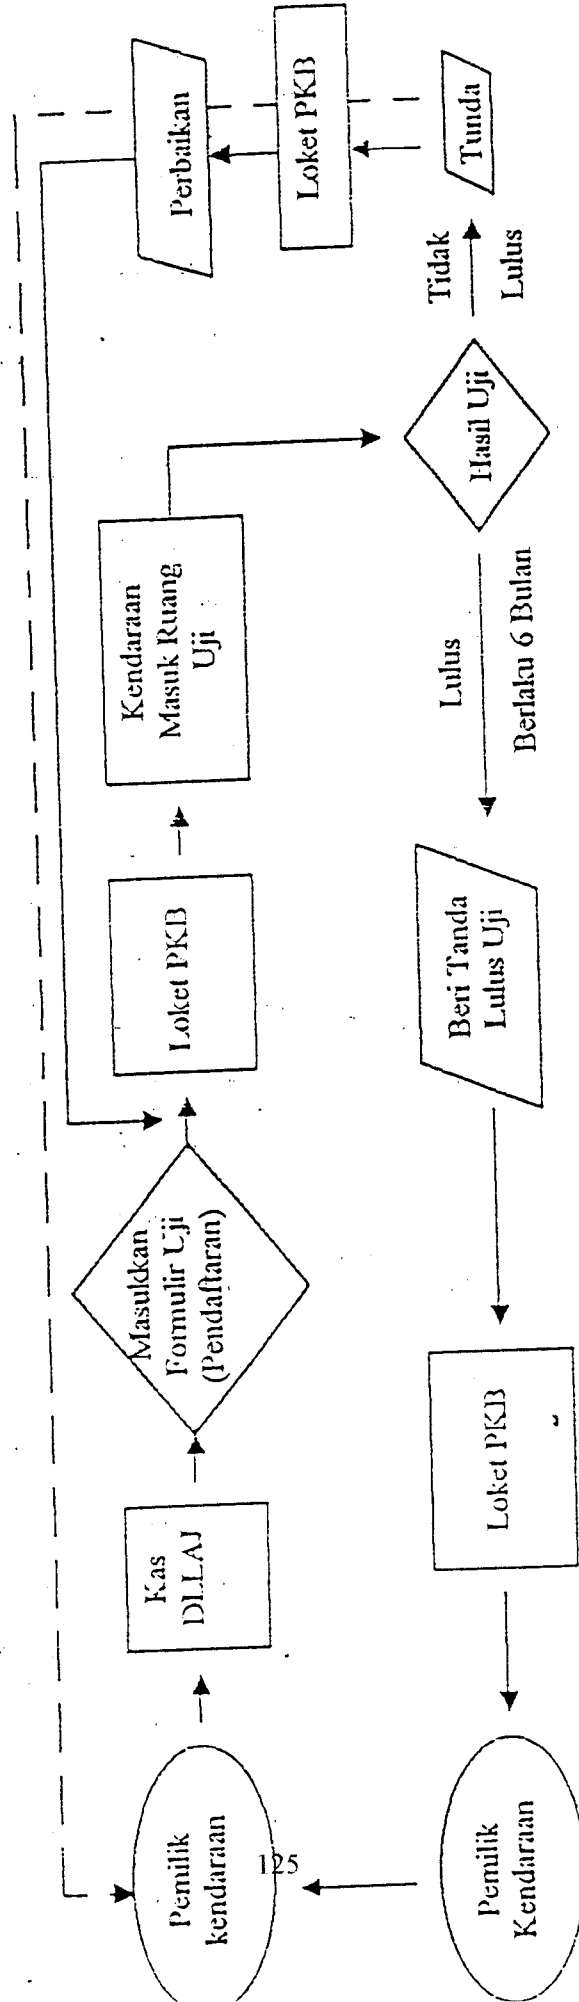 Pemilik
kendaraan
Kas
DLLAJ
Masukkan
Formulir Uji
(Pendaftaran)
Loket PKB
Kendaraan
Masuk Ruang
Uji
Perbaikan
Loket PKB
Tunda
Tidak
Lulus
Hasil Uji
Lulus
Berlaku 6 Bulan
Beri Tanda
Lulus Uji
Loket PKB
Pemilik
Kendaraan
125